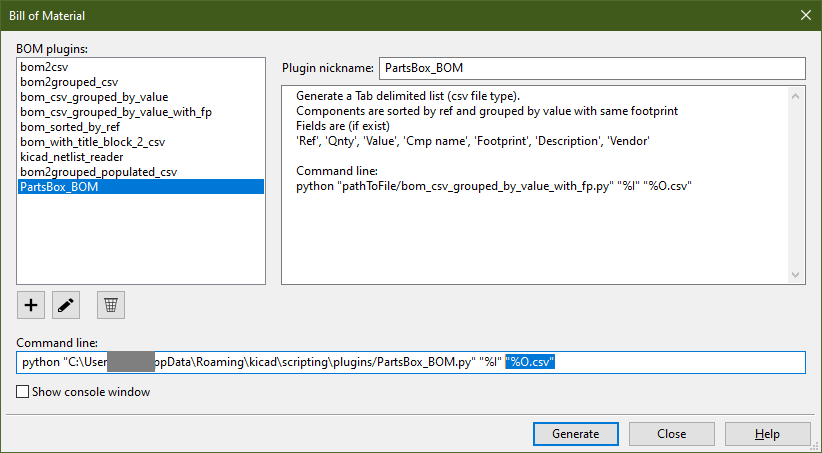 Bill of Material
BOM plugins:
bom2csv
bom2grouped_csv
bom_csv_grouped_by_value
bom_csv_grouped_by_value_with_fp
bom_sorted_by_ref
bom_with_title_block_2_csv
kicad_netlist_reader
bom2grouped_populated_csv
PartsBox_BOM
Plugin nickname: PartsBox_BOM
Generate a Tab delimited list (csv file type).
Components are sorted by ref and grouped by value with same footprint
Fields are (if exist)
'Ref', 'Qnty', 'Value', 'Cmp name', 'Footprint', 'Description', 'Vendor'
Command line:
python "pathToFile/bom_csv_grouped_by_value_with_fp.py" "%I" "%O.csv"
Command line:
python "C:\User ppData\Roaming\kicad\scripting\plugins/PartsBox_BOM.py" "%I" "%O.csv"
Show console window
Generate Close Help